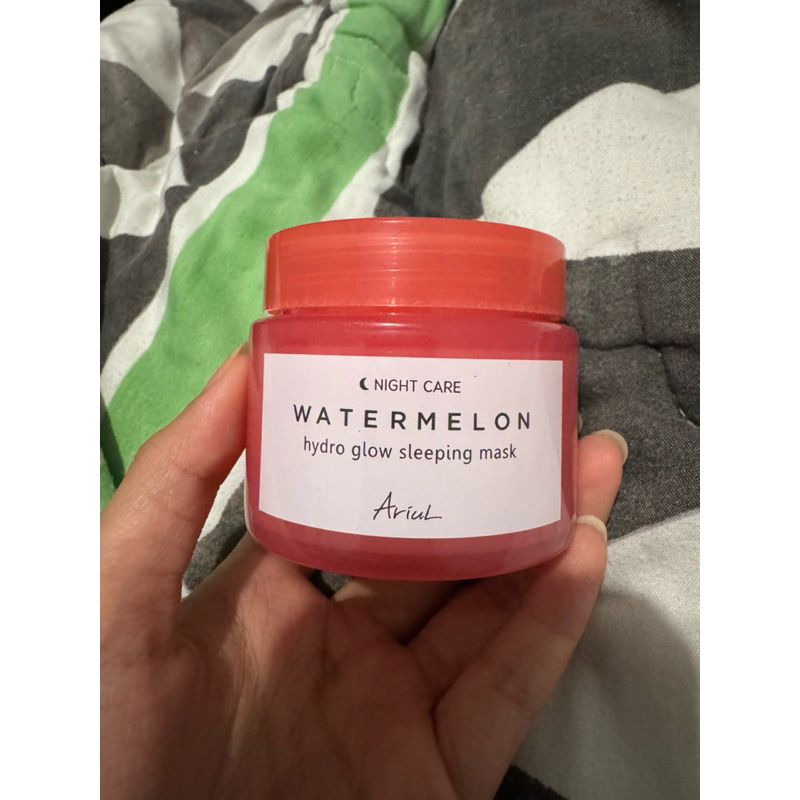 NIGHT CARE
WATERMELON
hydro glow sleeping mask
Ariul